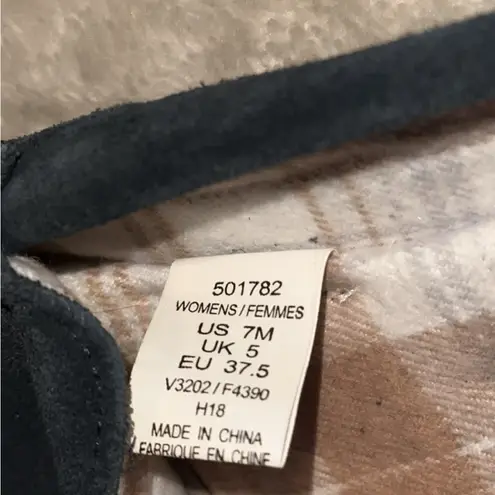 501782
WOMENS/FEMMES
US 7M
UK 5
EU 37.5
V3202/F4390
H18
MADE IN CHINA
FABRIQUE EN CHINE